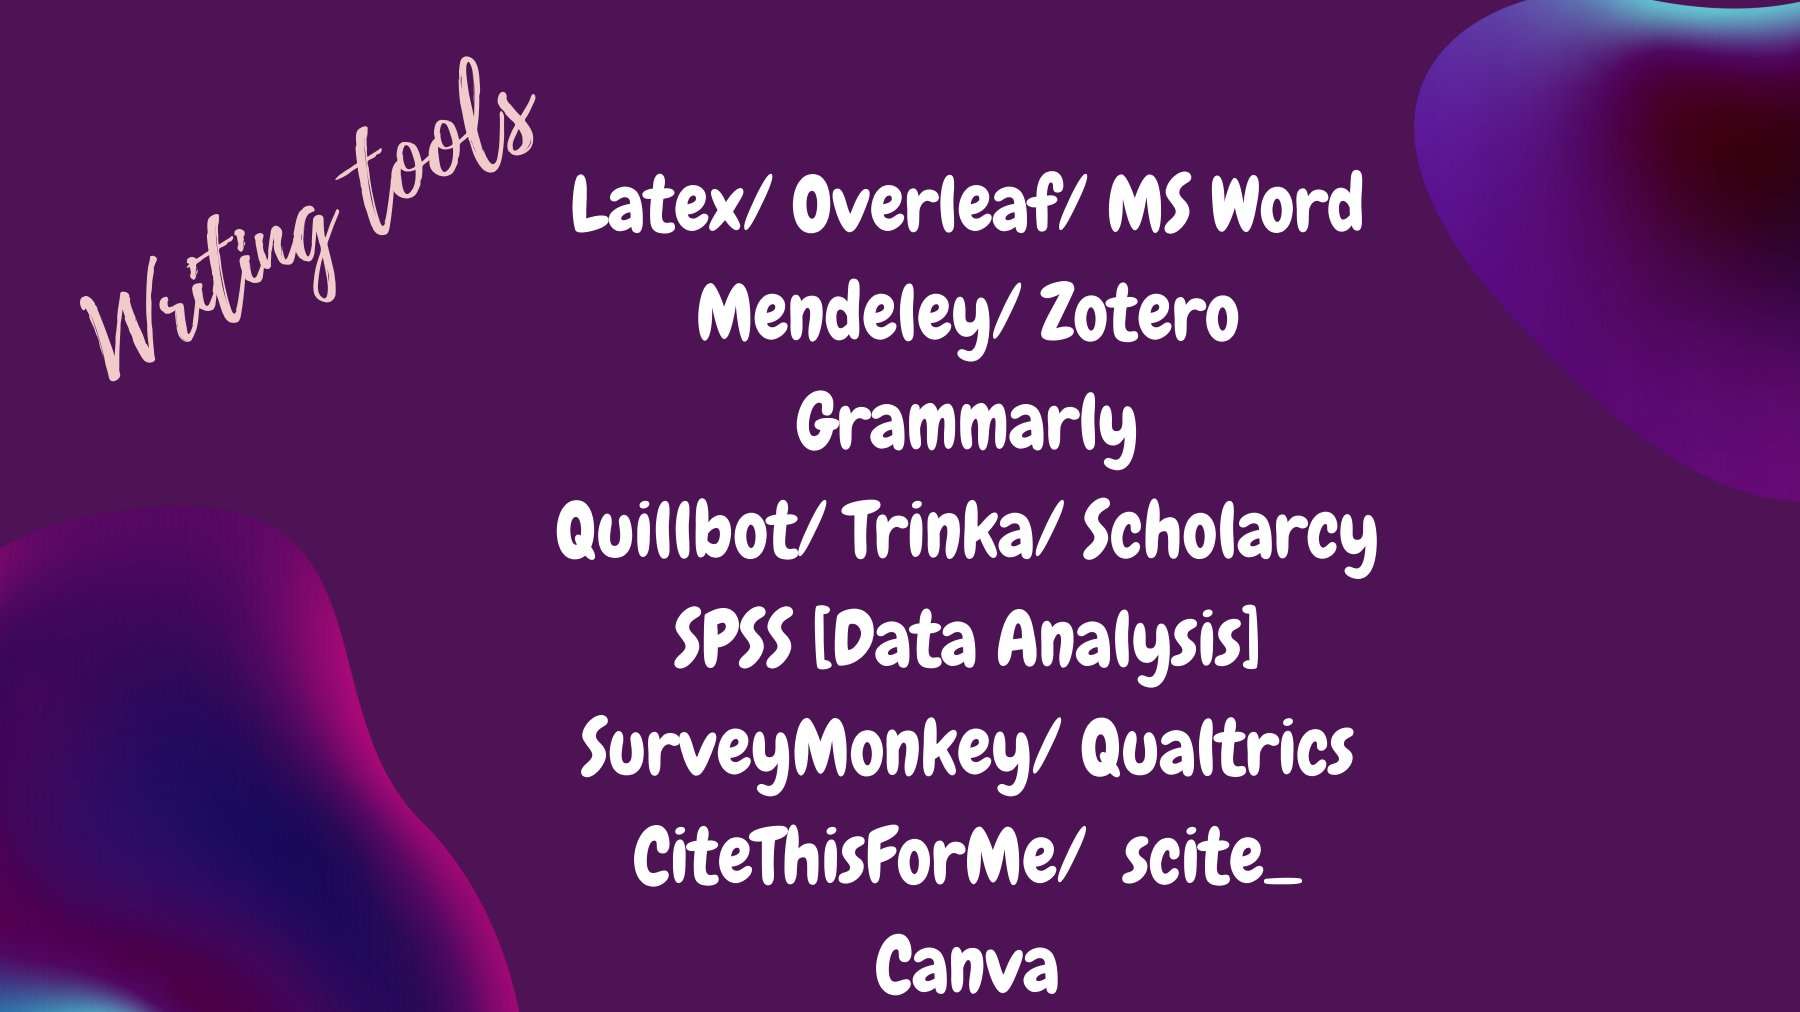 Writing tools
Latex/ Overleaf/ MS Word
Mendeley/ Zotero
Grammarly
Quillbot/ Trinka/ Scholarcy
SPSS [Data Analysis]
SurveyMonkey/ Qualtrics
CiteThisForMe/  scite_
Canva